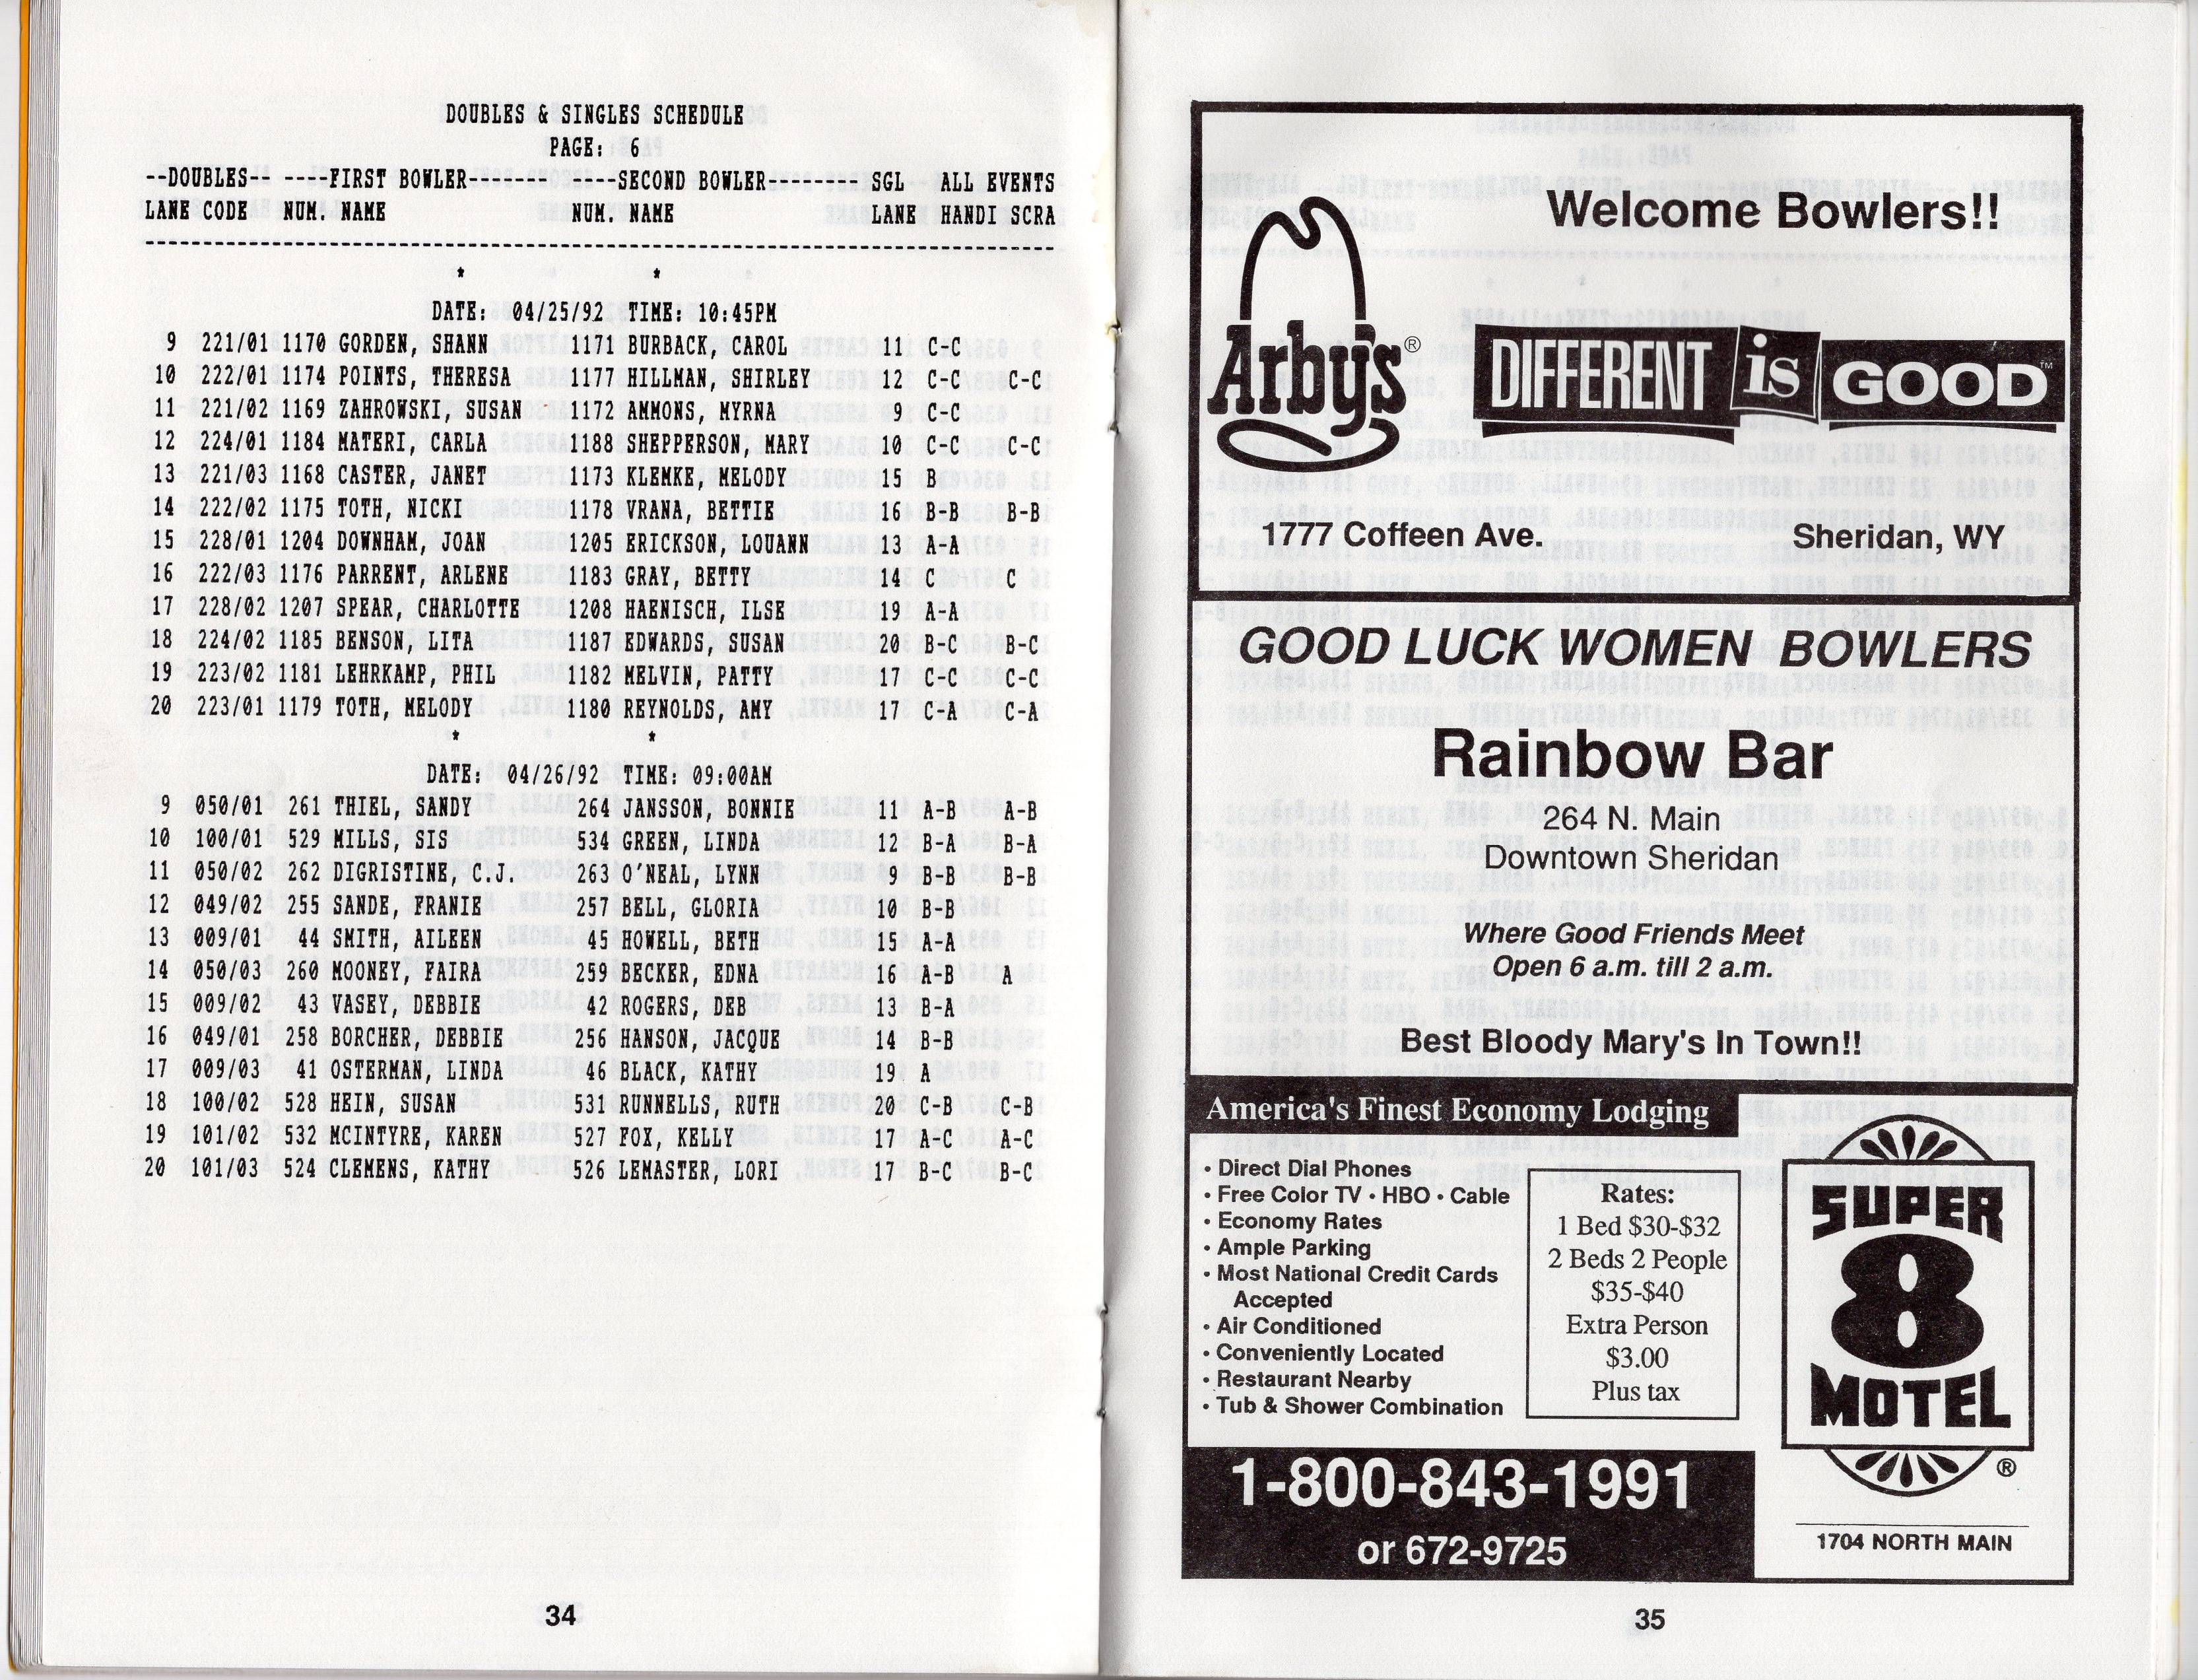 DOUBLES & SINGLES SCHEDULE
PAGE: 6
--DOUBLES-- ----FIRST BOWLER------- ----SECOND BOWLER-------- SGL ALL EVENTS
LANE CODE NUM. NAME NUM. NAME LANE HANDI SCRA
--------------------------------------------------------------------------------
* *
DATE: 04/25/92 TIME: 10:45PM
9 221/01 1170 GORDEN, SHANN 1171 BURBACK, CAROL 11 C-C
10 222/01 1174 POINTS, THERESA 1177 HILLMAN, SHIRLEY 12 C-C C-C
11 221/02 1169 ZAHROWSKI, SUSAN 1172 AMMONS, MYRNA 9 C-C
12 224/01 1184 MATERI, CARLA 1188 SHEPPERSON, MARY 10 C-C C-C
13 221/03 1168 CASTER, JANET 1173 KLEMKE, MELODY 15 B
14 222/02 1175 TOTH, NICKI 1178 VRANA, BETTIE 16 B-B B-B
15 228/01 1204 DOWNHAM, JOAN 1205 ERICKSON, LOUANN 13 A-A
16 222/03 1176 PARRENT, ARLENE 1183 GRAY, BETTY 14 C C
17 228/02 1207 SPEAR, CHARLOTTE 1208 HAENISCH, ILSE 19 A-A
18 224/02 1185 BENSON, LITA 1187 EDWARDS, SUSAN 20 B-C B-C
19 223/02 1181 LEHRKAMP, PHIL 1182 MELVIN, PATTY 17 C-C C-C
20 223/01 1179 TOTH, MELODY 1180 REYNOLDS, AMY 17 C-A C-A
* *
DATE: 04/26/92 TIME: 09:00AM
9 050/01 261 THIEL, SANDY 264 JANSSON, BONNIE 11 A-B A-B
10 100/01 529 MILLS, SIS 534 GREEN, LINDA 12 B-A B-A
11 050/02 262 DIGRISTINE, C.J. 263 O'NEAL, LYNN 9 B-B B-B
12 049/02 255 SANDE, FRANIE 257 BELL, GLORIA 10 B-B
13 009/01 44 SMITH, AILEEN 45 HOWELL, BETH 15 A-A
14 050/03 260 MOONEY, FAIRA 259 BECKER, EDNA 16 A-B A
15 009/02 43 VASEY, DEBBIE 42 ROGERS, DEB 13 B-A
16 049/01 258 BORCHER, DEBBIE 256 HANSON, JACQUE 14 B-B
17 009/03 41 OSTERMAN, LINDA 46 BLACK, KATHY 19 A
18 100/02 528 HEIN, SUSAN 531 RUNNELLS, RUTH 20 C-B C-B
19 101/02 532 MCINTYRE, KAREN 527 FOX, KELLY 17 A-C A-C
20 101/03 524 CLEMENS, KATHY 526 LEMASTER, LORI 17 B-C B-C
34
Welcome Bowlers!!
Arby's®
DIFFERENT is GOOD™
1777 Coffeen Ave. Sheridan, WY
GOOD LUCK WOMEN BOWLERS
Rainbow Bar
264 N. Main
Downtown Sheridan
Where Good Friends Meet
Open 6 a.m. till 2 a.m.
Best Bloody Mary's In Town!!
America's Finest Economy Lodging
• Direct Dial Phones
• Free Color TV • HBO • Cable
• Economy Rates
• Ample Parking
• Most National Credit Cards
Accepted
• Air Conditioned
• Conveniently Located
• Restaurant Nearby
• Tub & Shower Combination
Rates:
1 Bed $30-$32
2 Beds 2 People
$35-$40
Extra Person
$3.00
Plus tax
SUPER
8
MOTEL
®
1-800-843-1991
or 672-9725
1704 NORTH MAIN
35